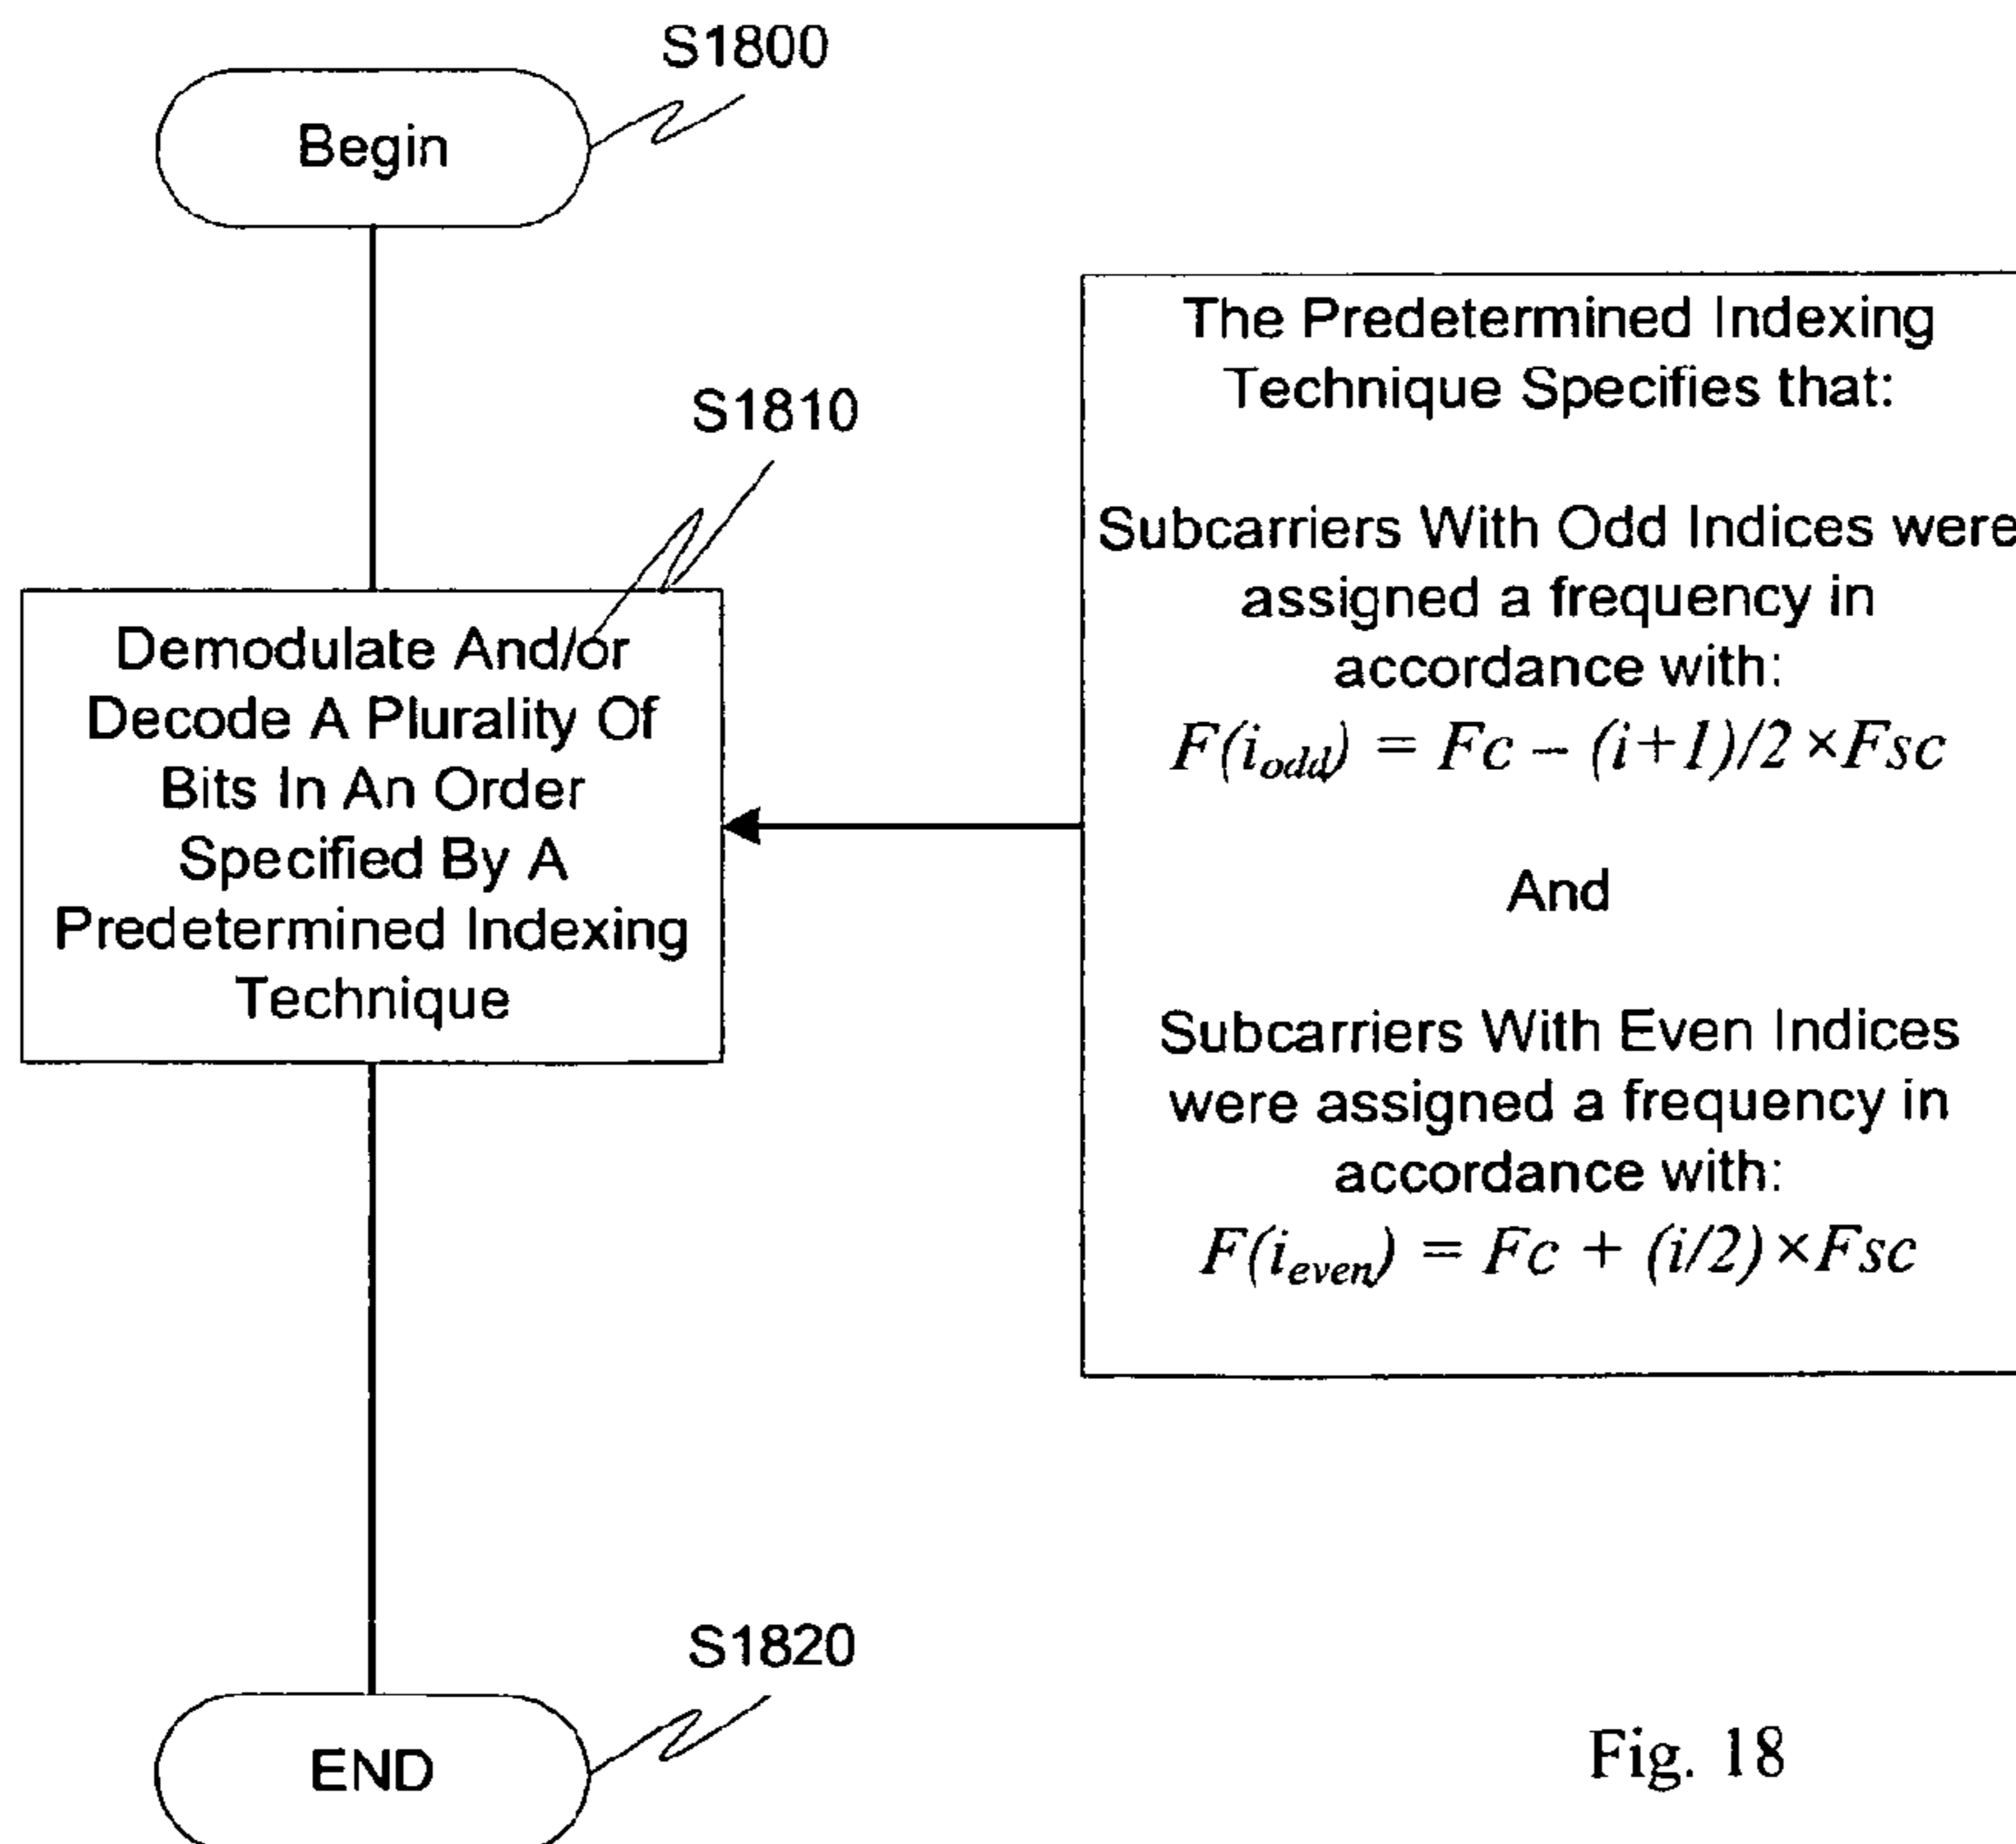 S1800
Begin
S1810
Demodulate And/or
Decode A Plurality Of
Bits In An Order
Specified By A
Predetermined Indexing
Technique
The Predetermined Indexing
Technique Specifies that:
Subcarriers With Odd Indices were
assigned a frequency in
accordance with:
F(i_odd) = Fc – (i+1)/2 ×Fsc
And
Subcarriers With Even Indices
were assigned a frequency in
accordance with:
F(i_even) = Fc + (i/2) ×Fsc
S1820
END
Fig. 18